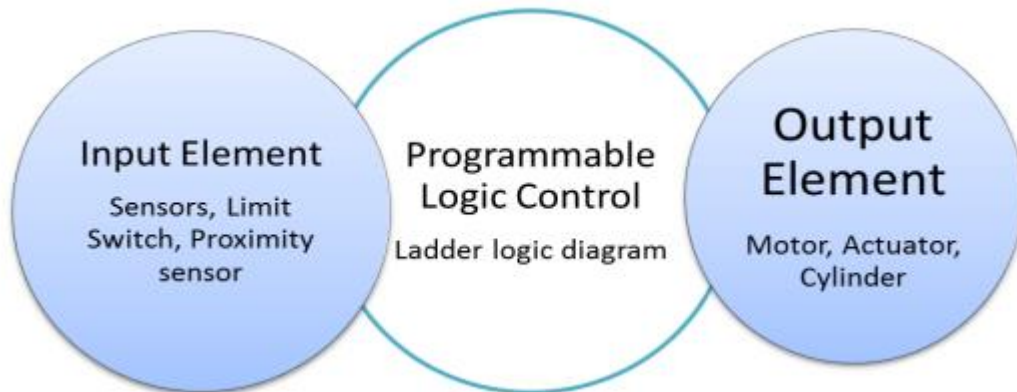 Input Element
Sensors, Limit
Switch, Proximity
sensor
Programmable
Logic Control
Ladder logic diagram
Output
Element
Motor, Actuator,
Cylinder